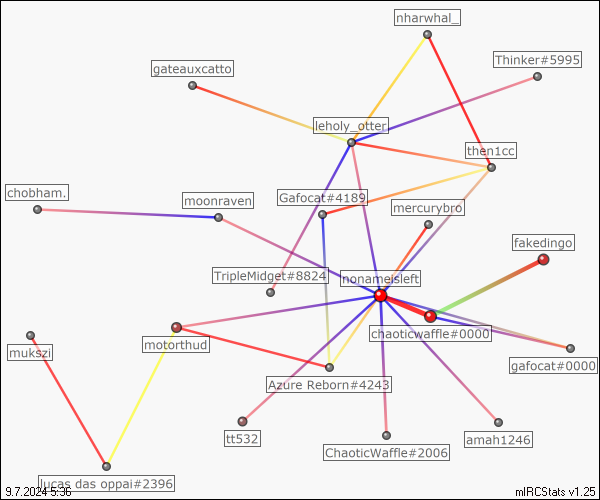 nharwhal_
Thinker#5995
gateauxcatto
leholy_otter
then1cc
chobham.
moonraven
Gafocat#4189
mercurybro
fakedingo
TripleMidget#8824
nonameisleft
chaoticwaffle#0000
mukszi
motorthud
gafocat#0000
Azure Reborn#4243
tt532
ChaoticWaffle#2006
amah1246
lucas das oppai#2396
9.7.2024 5:36
mIRCStats v1.25